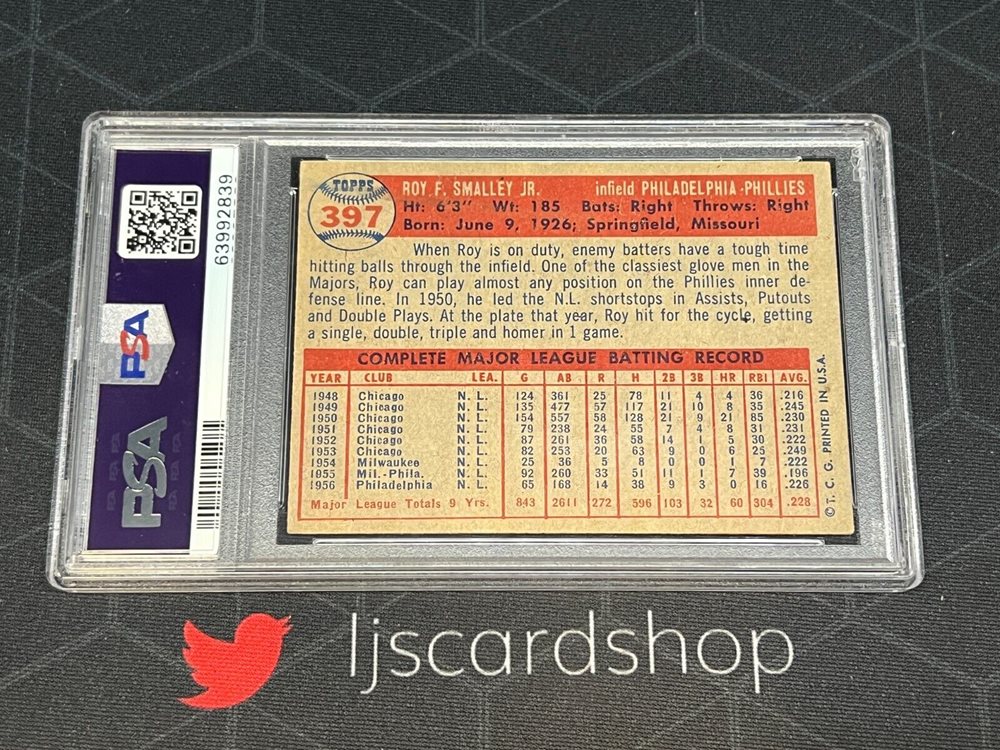 63992839
PSA
PSA
TOPPS
397
ROY F. SMALLEY JR. infield PHILADELPHIA PHILLIES
Ht: 6'3" Wt: 185 Bats: Right Throws: Right
Born: June 9, 1926; Springfield, Missouri
When Roy is on duty, enemy batters have a tough time
hitting balls through the infield. One of the classiest glove men in the
Majors, Roy can play almost any position on the Phillies inner de-
fense line. In 1950, he led the N.L. shortstops in Assists, Putouts
and Double Plays. At the plate that year, Roy hit for the cycle, getting
a single, double, triple and homer in 1 game.
COMPLETE MAJOR LEAGUE BATTING RECORD
YEAR CLUB LEA. G AB R H 2B 3B HR RBI AVG.
1948 Chicago N. L. 124 361 25 78 11 4 4 36 .216
1949 Chicago N. L. 135 477 57 117 21 10 8 35 .245
1950 Chicago N. L. 154 557 58 128 21 9 21 85 .230
1951 Chicago N. L. 79 238 24 55 7 4 8 31 .231
1952 Chicago N. L. 87 261 36 58 14 1 5 30 .222
1953 Chicago N. L. 82 253 20 63 9 0 6 25 .249
1954 Milwaukee N. L. 25 36 5 8 0 0 1 7 .222
1955 Mil.-Phila. N. L. 92 260 33 51 11 1 7 39 .196
1956 Philadelphia N. L. 65 168 14 38 9 3 0 16 .226
Major League Totals 9 Yrs. 843 2611 272 596 103 32 60 304 .228
© T. C. G. PRINTED IN U.S.A.
ljscardshop